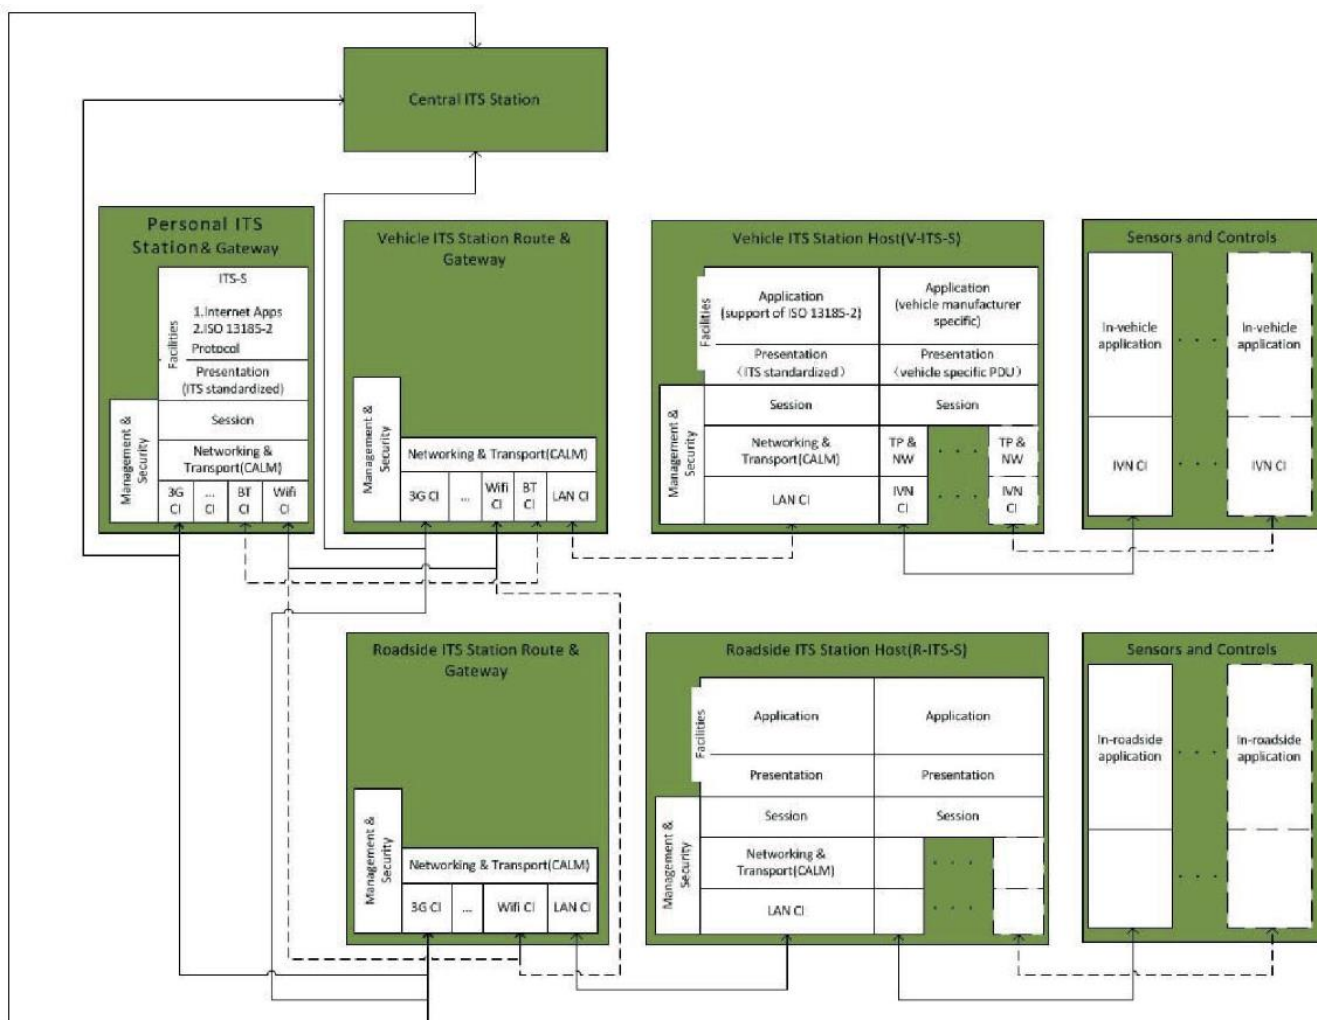 Central ITS Station
Personal ITS
Station & Gateway
ITS-S
1.Internet Apps
2.ISO 13185-2
Protocol
Facilities
Presentation
(ITS standardized)
Management &
Security
Session
Networking &
Transport(CALM)
3G
CI
...
CI
BT
CI
Wifi
CI
Vehicle ITS Station Route &
Gateway
Management &
Security
Networking & Transport(CALM)
3G CI
...
Wifi
CI
BT
CI
LAN CI
Vehicle ITS Station Host(V-ITS-S)
Facilities
Application
(support of ISO 13185-2)
Application
(vehicle manufacturer
specific)
Presentation
（ITS standardized）
Presentation
（vehicle specific PDU）
Management &
Security
Session
Session
Networking &
Transport(CALM)
TP &
NW
. . .
TP &
NW
LAN CI
IVN
CI
. . .
IVN
CI
Sensors and Controls
In-vehicle
application
. . .
In-vehicle
application
IVN CI
. . .
IVN CI
Roadside ITS Station Route &
Gateway
Management &
Security
Networking & Transport(CALM)
3G CI
...
Wifi CI
LAN CI
Roadside ITS Station Host(R-ITS-S)
Facilities
Application
Application
Presentation
Presentation
Management &
Security
Session
Session
Networking &
Transport(CALM)
. . .
LAN CI
. . .
Sensors and Controls
In-roadside
application
. . .
In-roadside
application
. . .